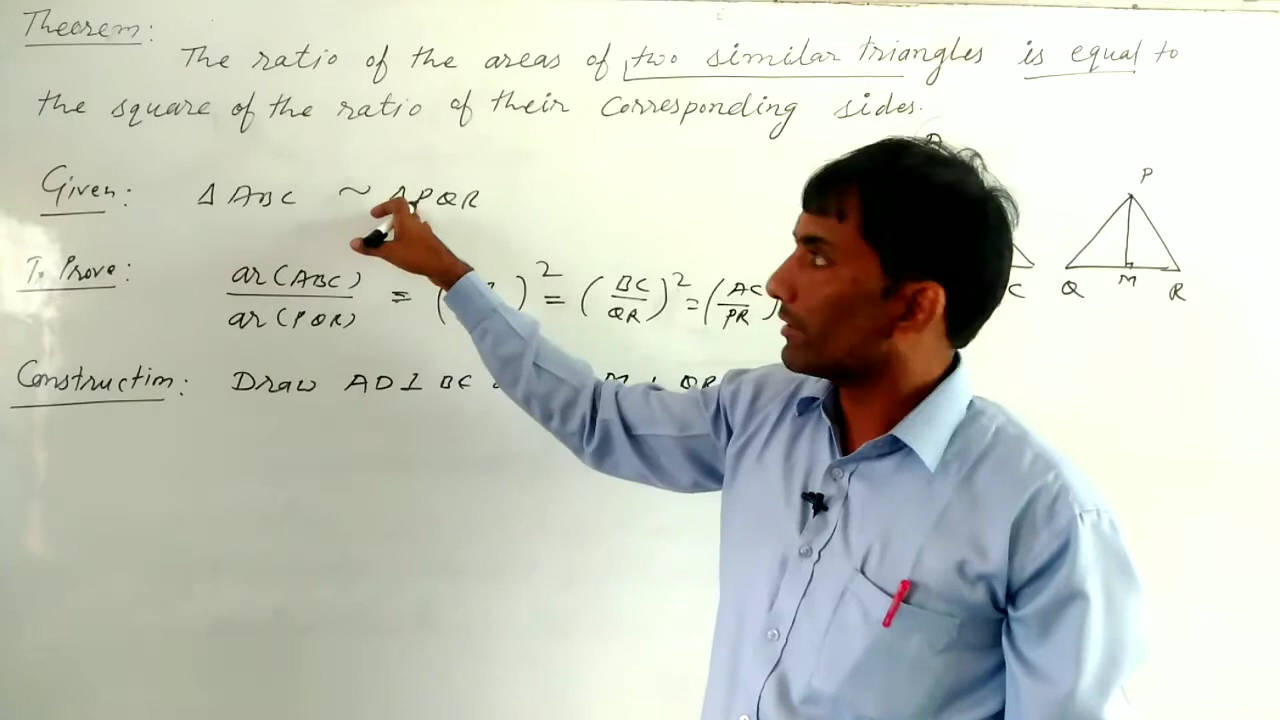 Theorem:
The ratio of the areas of two similar triangles is equal to
the square of the ratio of their corresponding sides.
Given: Δ ABC ~ Δ PQR
To Prove: ar(ABC)/ar(PQR) = ( )² = (BC/QR)² = (AC/PR)
Construction: Draw AD ⊥ BC M ⊥ QR
P
Q M R
C